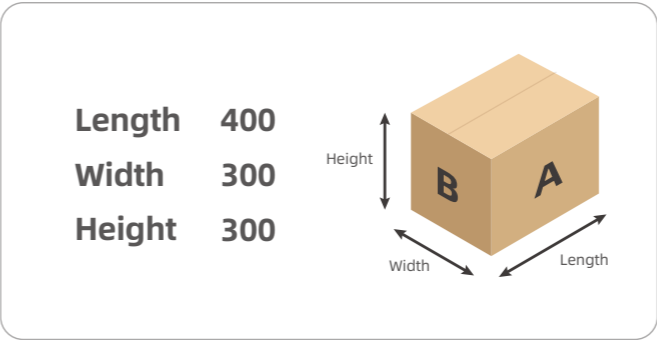 Length 400
Width 300
Height 300
Height
B
A
Width
Length